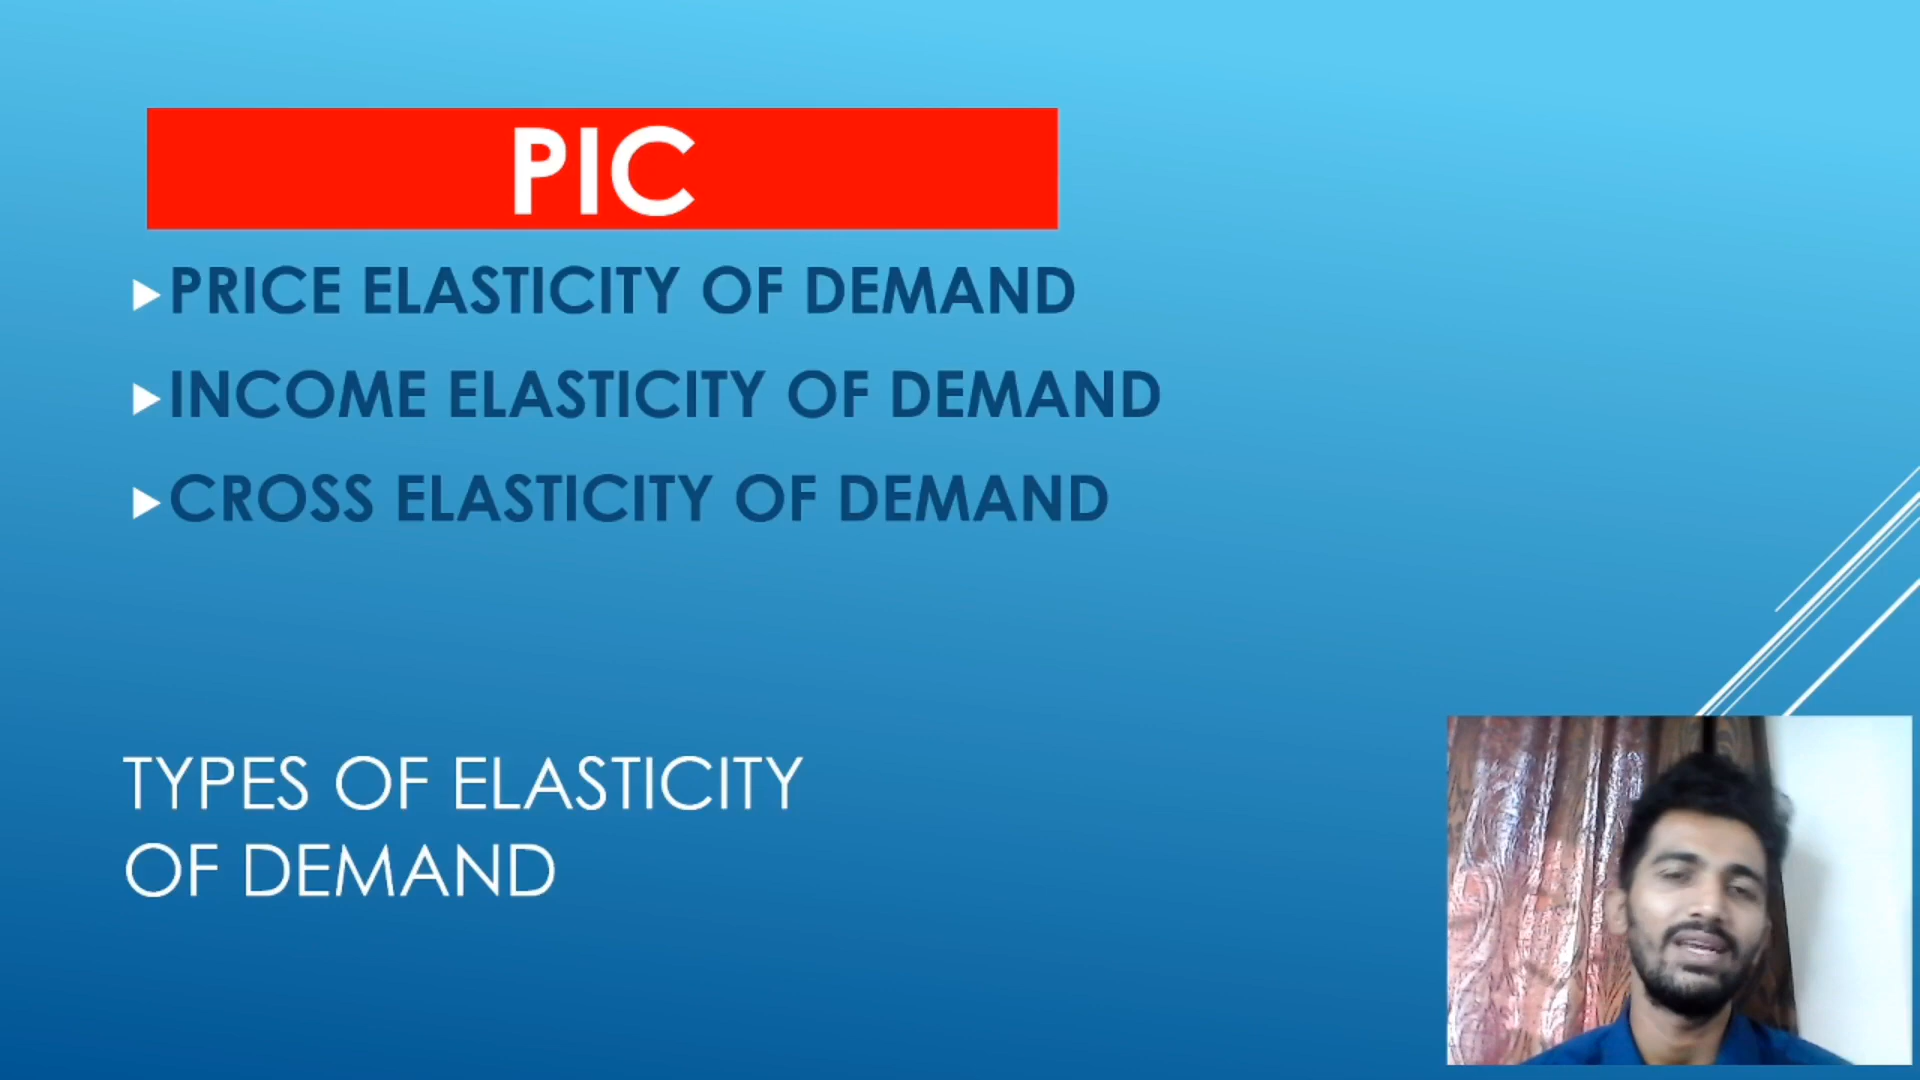 PIC
PRICE ELASTICITY OF DEMAND
INCOME ELASTICITY OF DEMAND
CROSS ELASTICITY OF DEMAND
TYPES OF ELASTICITY
OF DEMAND